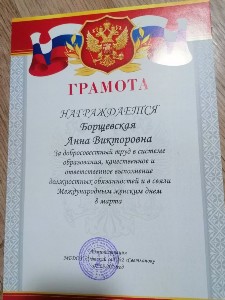 ГРАМОТА
НАГРАЖДАЕТСЯ
Борщевская
Анна Викторовна
За добросовестный труд в системе
образования, качественное и
ответственное выполнение
должностных обязанностей и в связи
Международным женским днем
8 марта
Администрация